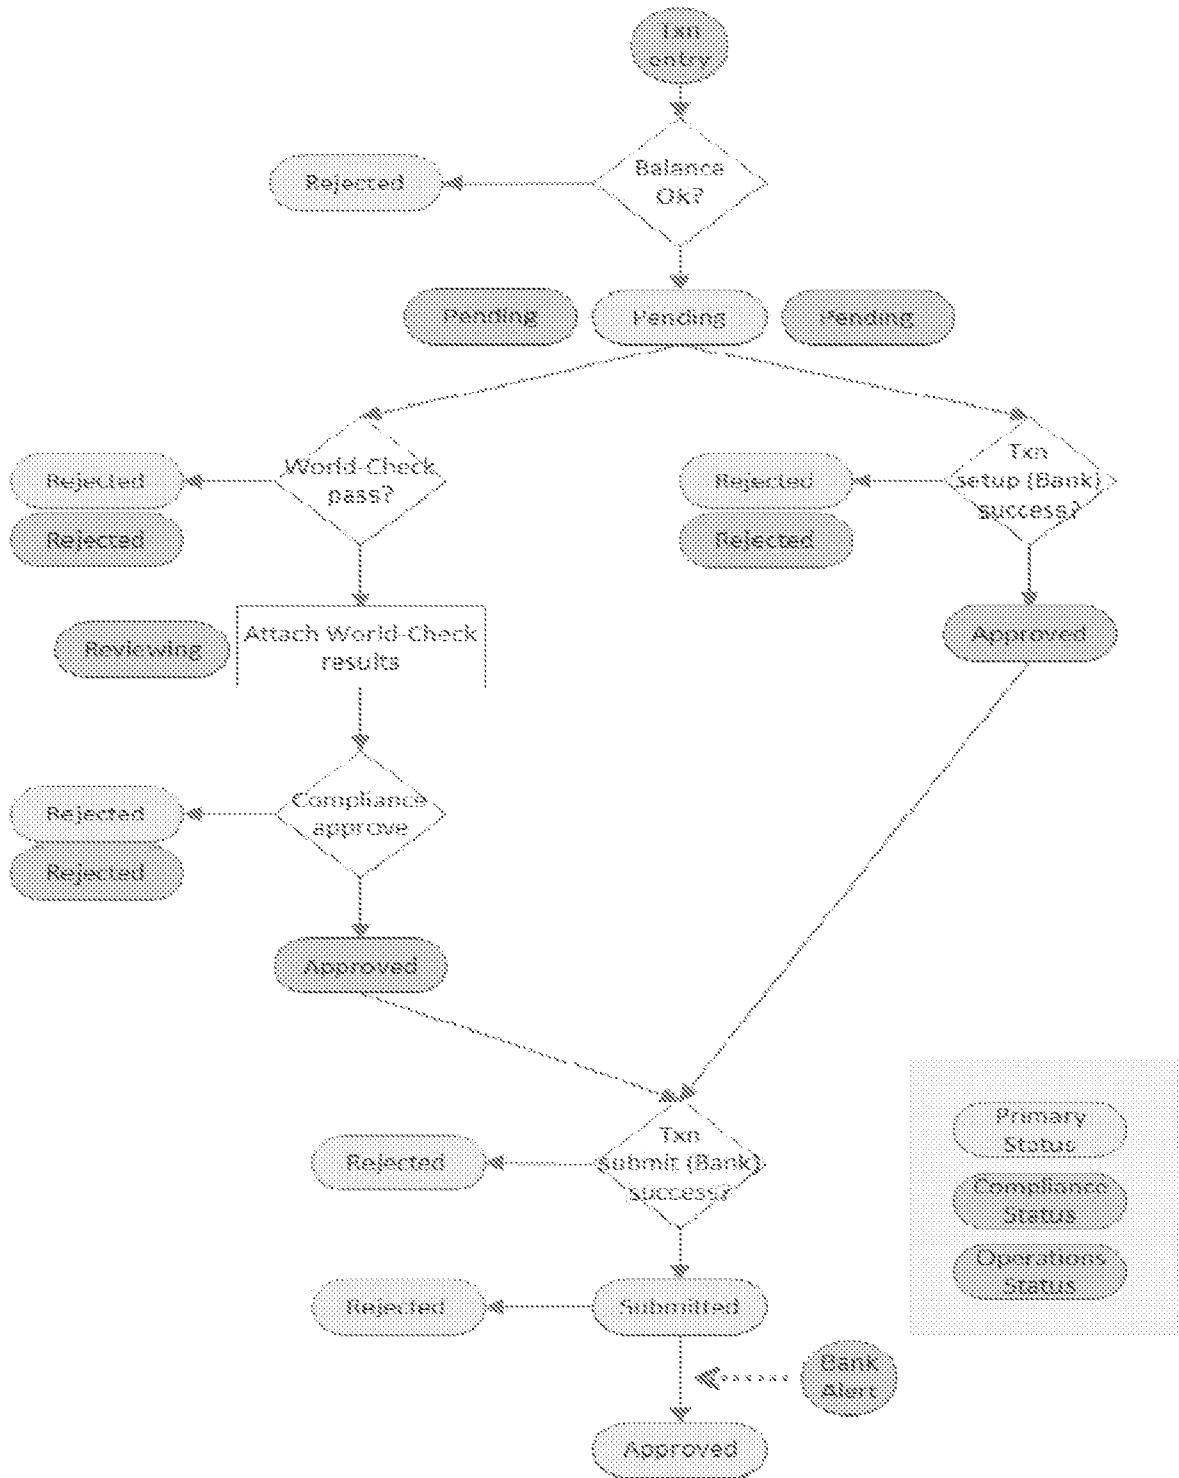 Txn
entry
Balance
Ok?
Rejected
Pending
Pending
Pending
World-Check
pass?
Rejected
Rejected
Txn
setup (Bank)
success?
Rejected
Rejected
Reviewing
Attach World-Check
results
Approved
Compliance
approve
Rejected
Rejected
Approved
Txn
submit (Bank)
success?
Rejected
Submitted
Rejected
Bank
Alert
Approved
Primary
Status
Compliance
Status
Operations
Status